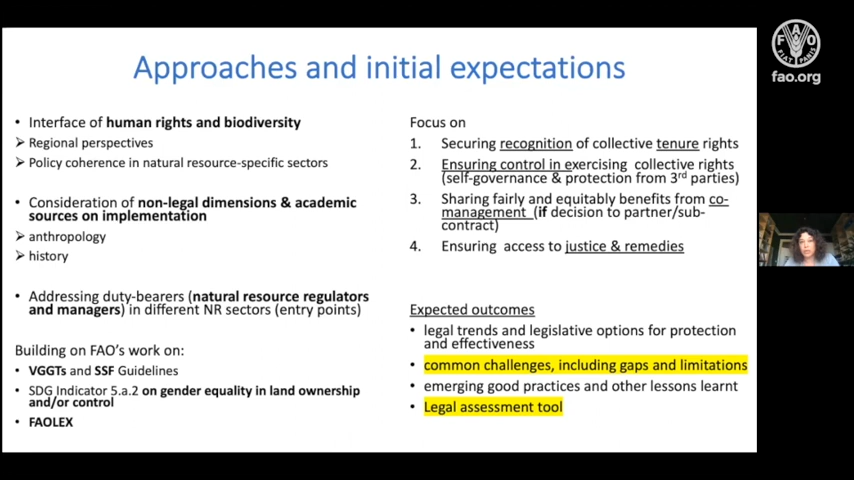 Approaches and initial expectations
• Interface of human rights and biodiversity
➢ Regional perspectives
➢ Policy coherence in natural resource-specific sectors
• Consideration of non-legal dimensions & academic
sources on implementation
➢ anthropology
➢ history
• Addressing duty-bearers (natural resource regulators
and managers) in different NR sectors (entry points)
Building on FAO's work on:
• VGGTs and SSF Guidelines
• SDG Indicator 5.a.2 on gender equality in land ownership
and/or control
• FAOLEX
Focus on
1. Securing recognition of collective tenure rights
2. Ensuring control in exercising collective rights
(self-governance & protection from 3rd parties)
3. Sharing fairly and equitably benefits from co-
management (if decision to partner/sub-
contract)
4. Ensuring access to justice & remedies
Expected outcomes
• legal trends and legislative options for protection
and effectiveness
• common challenges, including gaps and limitations
• emerging good practices and other lessons learnt
• Legal assessment tool
F A O
FIAT PANIS
fao.org